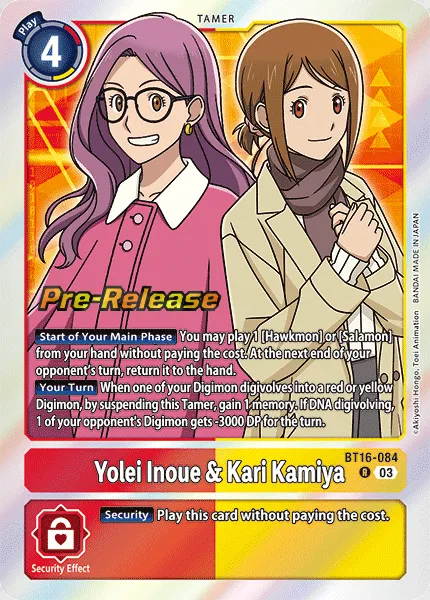 TAMER
Play
4
Pre-Release
Start of Your Main Phase You may play 1 [Hawkmon] or [Salamon]
from your hand without paying the cost. At the next end of your
opponent's turn, return it to the hand.
Your Turn When one of your Digimon digivolves into a red or yellow
Digimon, by suspending this Tamer, gain 1 memory. If DNA digivolving,
1 of your opponent's Digimon gets -3000 DP for the turn.
©Akiyoshi Hongo, Toei Animation BANDAI MADE IN JAPAN
BT16-084
Yolei Inoue & Kari Kamiya
R 03
Security Play this card without paying the cost.
Security Effect